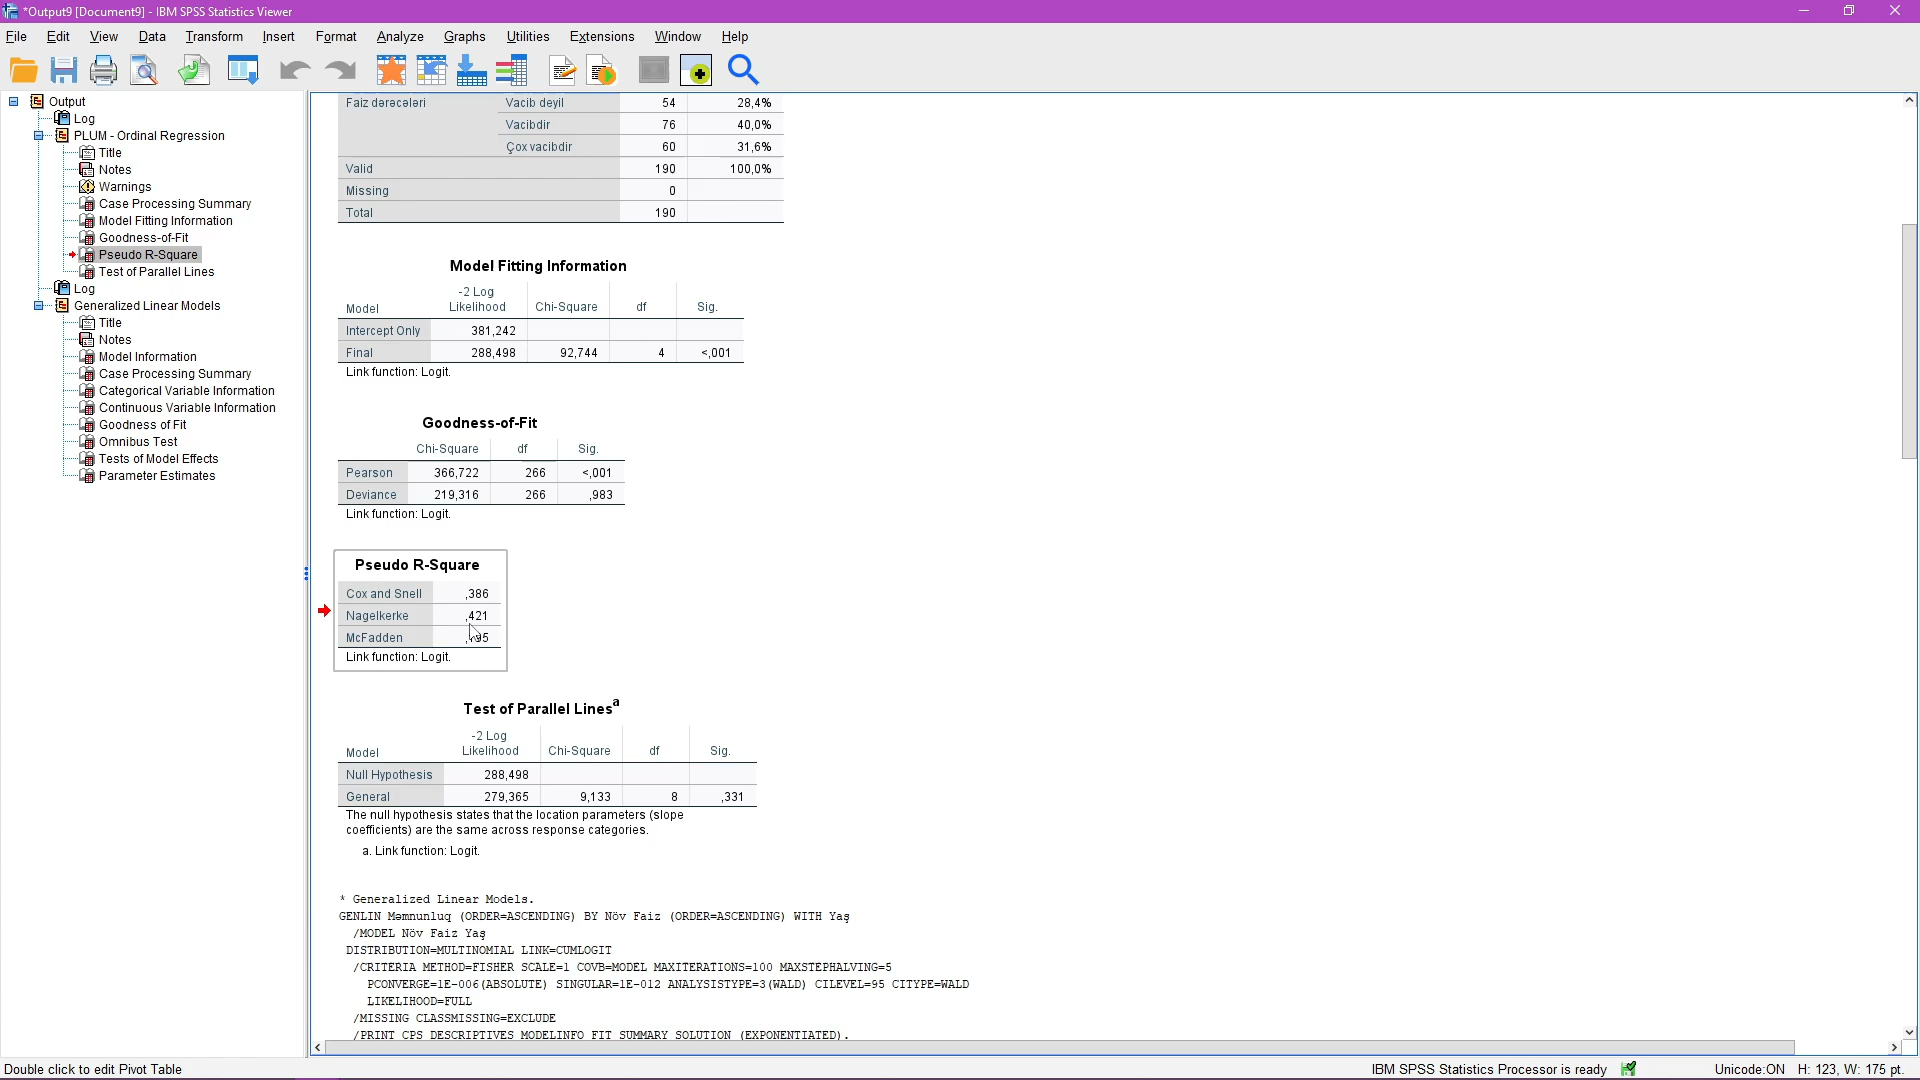 *Output9 [Document9] - IBM SPSS Statistics Viewer
File Edit View Data Transform Insert Format Analyze Graphs Utilities Extensions Window Help
Output
Log
PLUM - Ordinal Regression
Title
Notes
Warnings
Case Processing Summary
Model Fitting Information
Goodness-of-Fit
Pseudo R-Square
Test of Parallel Lines
Log
Generalized Linear Models
Title
Notes
Model Information
Case Processing Summary
Categorical Variable Information
Continuous Variable Information
Goodness of Fit
Omnibus Test
Tests of Model Effects
Parameter Estimates
Faiz dərəcələri Vacib deyil 54 28,4%
Vacibdir 76 40,0%
Çox vacibdir 60 31,6%
Valid 190 100,0%
Missing 0
Total 190
Model Fitting Information
Model -2 Log Likelihood Chi-Square df Sig.
Intercept Only 381,242
Final 288,498 92,744 4 <,001
Link function: Logit.
Goodness-of-Fit
Chi-Square df Sig.
Pearson 366,722 266 <,001
Deviance 219,316 266 ,983
Link function: Logit.
Pseudo R-Square
Cox and Snell ,386
Nagelkerke ,421
McFadden
Link function: Logit.
Test of Parallel Linesᵃ
Model -2 Log Likelihood Chi-Square df Sig.
Null Hypothesis 288,498
General 279,365 9,133 8 ,331
The null hypothesis states that the location parameters (slope
coefficients) are the same across response categories.
a. Link function: Logit.
* Generalized Linear Models.
GENLIN Məmnunluq (ORDER=ASCENDING) BY Növ Faiz (ORDER=ASCENDING) WITH Yaş
/MODEL Növ Faiz Yaş
DISTRIBUTION=MULTINOMIAL LINK=CUMLOGIT
/CRITERIA METHOD=FISHER SCALE=1 COVB=MODEL MAXITERATIONS=100 MAXSTEPHALVING=5
PCONVERGE=1E-006(ABSOLUTE) SINGULAR=1E-012 ANALYSISTYPE=3(WALD) CILEVEL=95 CITYPE=WALD
LIKELIHOOD=FULL
/MISSING CLASSMISSING=EXCLUDE
/PRINT CPS DESCRIPTIVES MODELINFO FIT SUMMARY SOLUTION (EXPONENTIATED).
Double click to edit Pivot Table
IBM SPSS Statistics Processor is ready
Unicode:ON H: 123, W: 175 pt.